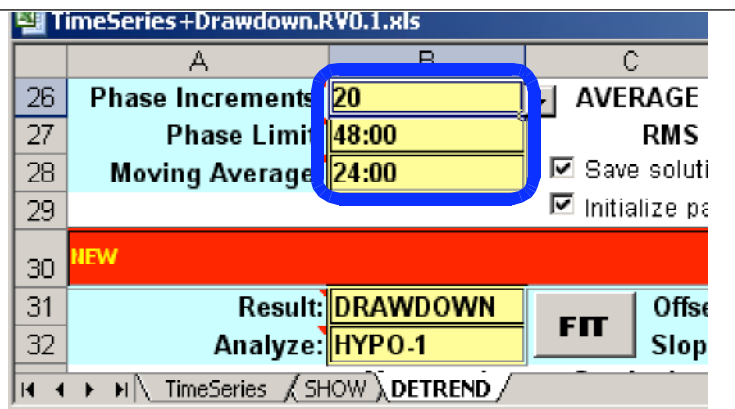 TimeSeries+Drawdown.RV0.1.xls
A B C
26 Phase Increments 20 AVERAGE
27 Phase Limit 48:00 RMS
28 Moving Average 24:00 Save soluti
29 Initialize pa
30 NEW
31 Result: DRAWDOWN FIT Offse
32 Analyze: HYPO-1 Slop
TimeSeries SHOW DETREND